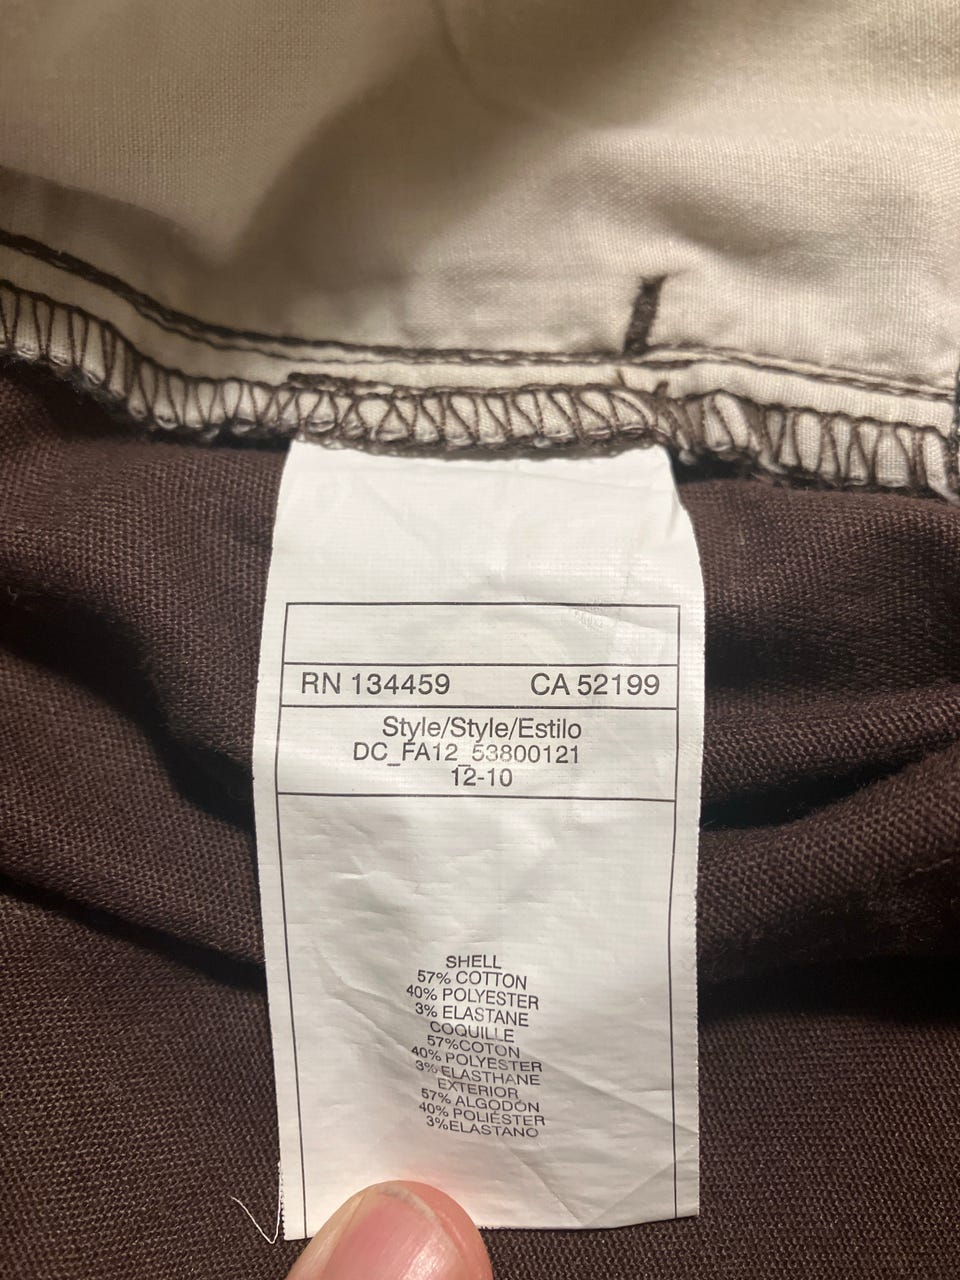 RN 134459 CA 52199
Style/Style/Estilo
DC_FA12_53800121
12-10
SHELL
57% COTTON
40% POLYESTER
3% ELASTANE
COQUILLE
57%COTON
40% POLYESTER
3% ELASTHANE
EXTERIOR
57% ALGODÓN
40% POLIÉSTER
3%ELASTANO